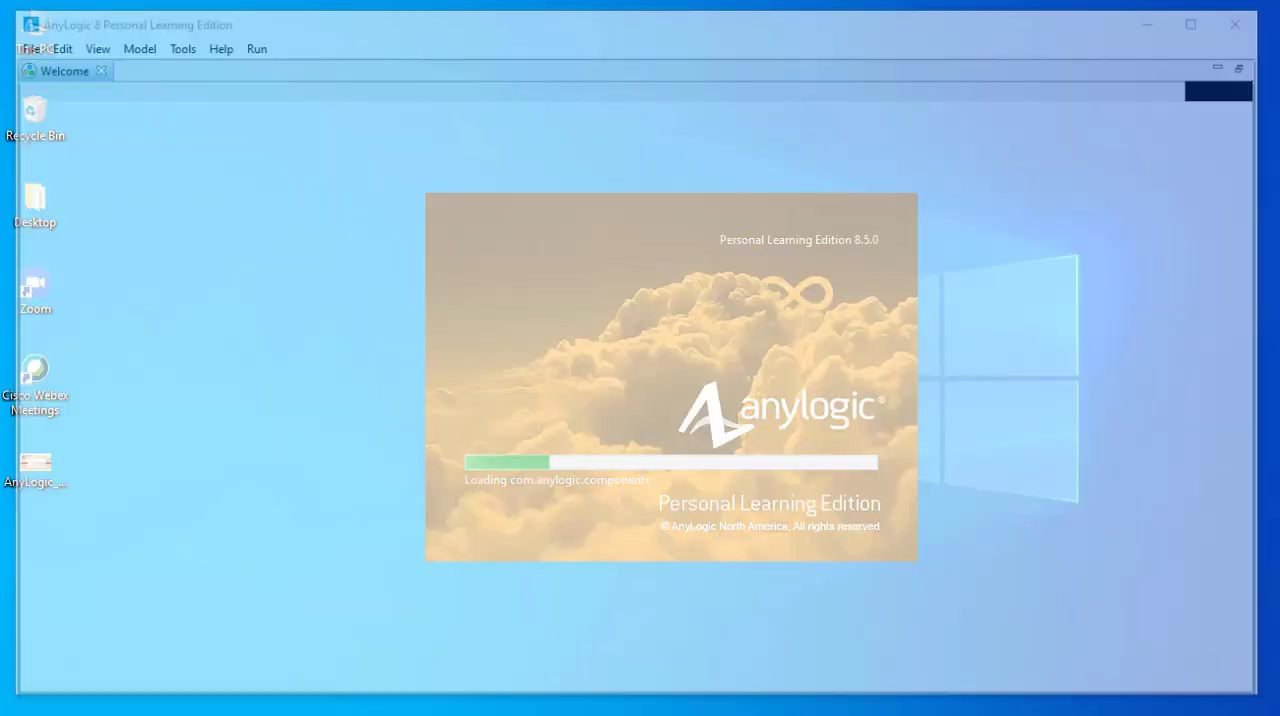 AnyLogic 8 Personal Learning Edition
This PC
File Edit View Model Tools Help Run
Welcome
Recycle Bin
Desktop
Zoom
Cisco Webex
Meetings
AnyLogic_...
Personal Learning Edition 8.5.0
anylogic®
Loading com.anylogic.components
Personal Learning Edition
© AnyLogic North America. All rights reserved